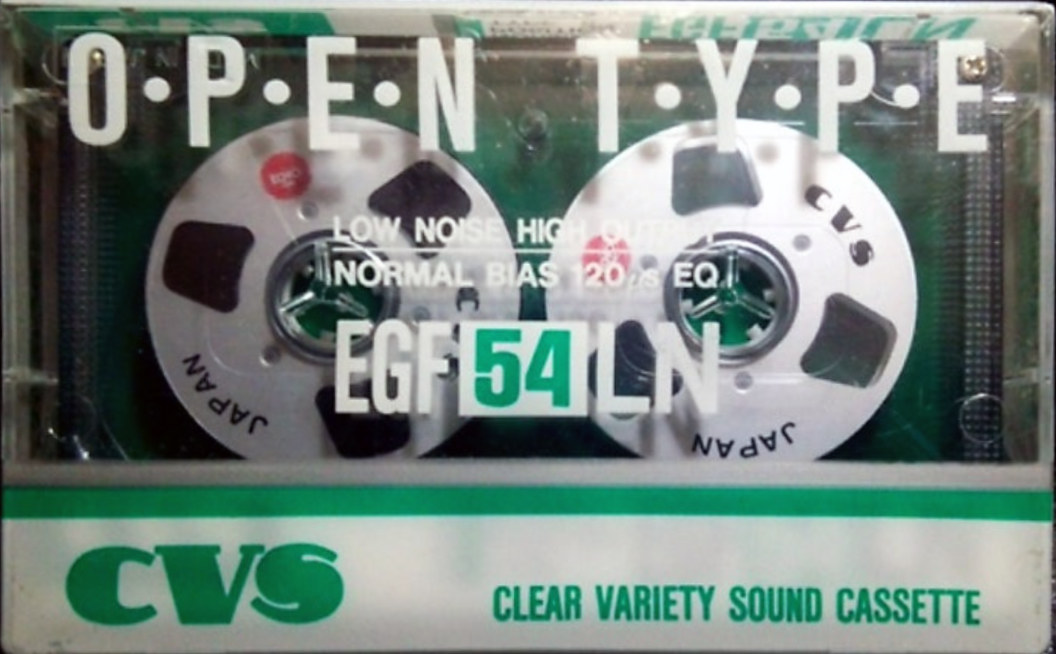 O·P·E·N T·Y·P·E
CVS
LOW NOISE HIGH OUTPUT
NORMAL BIAS 120μs EQ
EGF 54 LN
JAPAN
JAPAN
CVS
CLEAR VARIETY SOUND CASSETTE